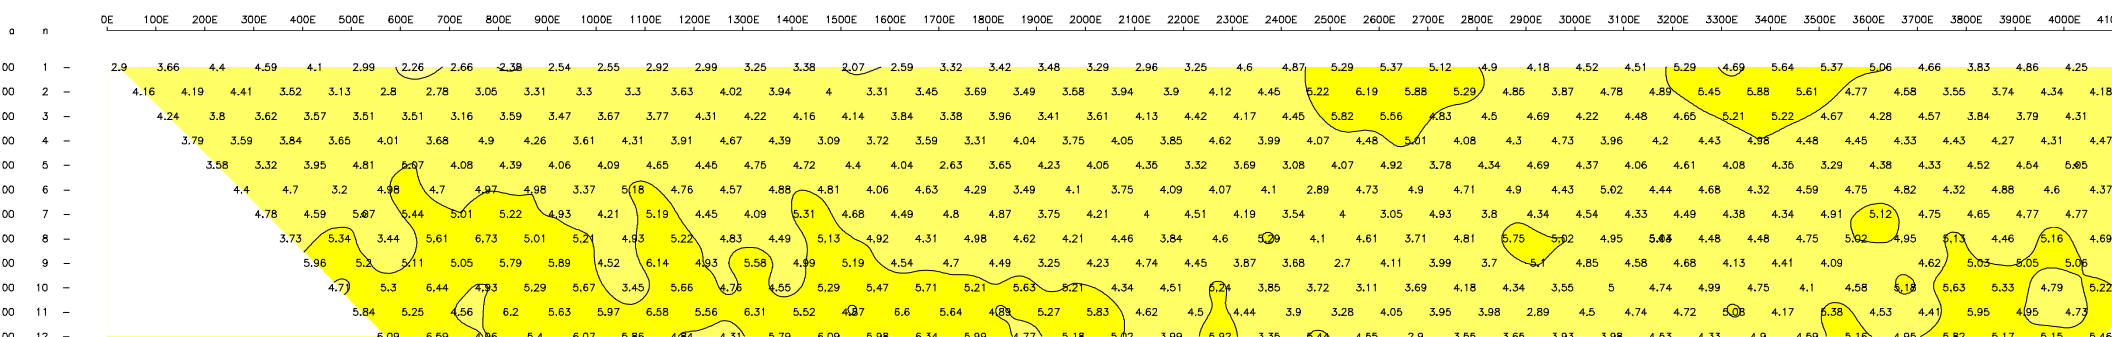 0E 100E 200E 300E 400E 500E 600E 700E 800E 900E 1000E 1100E 1200E 1300E 1400E 1500E 1600E 1700E 1800E 1900E 2000E 2100E 2200E 2300E 2400E 2500E 2600E 2700E 2800E 2900E 3000E 3100E 3200E 3300E 3400E 3500E 3600E 3700E 3800E 3900E 4000E
a n
00 1 – 2.9 3.66 4.4 4.59 4.1 2.99 2.26 2.66 2.38 2.54 2.55 2.92 2.99 3.25 3.38 2.07 2.59 3.32 3.42 3.48 3.29 2.96 3.25 4.6 4.87 5.29 5.37 5.12 4.9 4.18 4.52 4.51 5.29 4.69 5.64 5.37 5.06 4.66 3.83 4.86 4.25
00 2 – 4.16 4.19 4.41 3.52 3.13 2.8 2.78 3.05 3.31 3.3 3.3 3.63 4.02 3.94 4 3.31 3.45 3.69 3.49 3.58 3.94 3.9 4.12 4.45 5.22 6.19 5.88 5.29 4.85 3.87 4.78 4.89 5.45 5.88 5.61 4.77 4.58 3.55 3.74 4.34 4.18
00 3 – 4.24 3.8 3.62 3.57 3.51 3.51 3.16 3.59 3.47 3.67 3.77 4.31 4.22 4.16 4.14 3.84 3.38 3.96 3.41 3.61 4.13 4.42 4.17 4.45 5.82 5.56 4.83 4.5 4.69 4.22 4.48 4.65 5.21 5.22 4.67 4.28 4.57 3.84 3.79 4.31
00 4 – 3.79 3.59 3.84 3.65 4.01 3.68 4.9 4.26 3.61 4.31 3.91 4.67 4.39 3.09 3.72 3.59 3.31 4.04 3.75 4.05 3.85 4.62 3.99 4.07 4.48 5.01 4.08 4.3 4.73 3.96 4.2 4.43 4.98 4.48 4.45 4.33 4.43 4.27 4.31 4.47
00 5 – 3.58 3.32 3.95 4.81 5.07 4.08 4.39 4.06 4.09 4.65 4.45 4.75 4.72 4.4 4.04 2.63 3.65 4.23 4.05 4.35 3.32 3.69 3.08 4.07 4.92 3.78 4.34 4.69 4.37 4.06 4.61 4.08 4.35 3.29 4.38 4.33 4.52 4.54
00 6 – 4.4 4.7 3.2 4.98 4.7 4.97 4.98 3.37 5.18 4.76 4.57 4.88 4.81 4.06 4.63 4.29 3.49 4.1 3.75 4.09 4.07 4.1 2.89 4.73 4.9 4.71 4.9 4.43 5.02 4.44 4.68 4.32 4.59 4.75 4.82 4.32 4.88 4.6 4.37
00 7 – 4.78 4.59 5.07 5.44 5.01 5.22 4.93 4.21 5.19 4.45 4.09 5.31 4.68 4.49 4.8 4.87 3.75 4.21 4 4.51 4.19 3.54 4 3.05 4.93 3.8 4.34 4.54 4.33 4.49 4.38 4.34 4.91 5.12 4.75 4.65 4.77 4.77
00 8 – 3.73 5.34 3.44 5.61 6.73 5.01 5.21 4.93 5.22 4.83 4.49 5.13 4.92 4.31 4.98 4.62 4.21 4.46 3.84 4.6 5.29 4.1 4.61 3.71 4.81 5.75 5.02 4.95 4.48 4.48 4.75 5.02 4.95 5.13 4.46 5.16 4.69
00 9 – 5.96 5.2 5.11 5.05 5.79 5.89 4.52 6.14 4.93 5.58 4.99 5.19 4.54 4.7 4.49 3.25 4.23 4.74 4.45 3.87 3.68 2.7 4.11 3.99 3.7 5.1 4.85 4.58 4.68 4.13 4.41 4.09 4.62 5.03 5.05 5.06
00 10 – 4.71 5.3 6.44 4.93 5.29 5.67 3.45 5.66 4.76 4.55 5.29 5.47 5.71 5.21 5.63 5.21 4.34 4.51 5.24 3.85 3.72 3.11 3.69 4.18 4.34 3.55 5 4.74 4.99 4.75 4.1 4.58 5.18 5.63 5.33 4.79 5.22
00 11 – 5.84 5.25 4.56 6.2 5.63 5.97 6.58 5.56 6.31 5.52 4.87 6.6 5.64 4.89 5.27 5.83 4.62 4.5 4.44 3.9 3.28 4.05 3.95 3.98 2.89 4.5 4.74 4.72 5.08 4.9 4.17 5.38 4.53 4.41 5.95 4.95 4.73